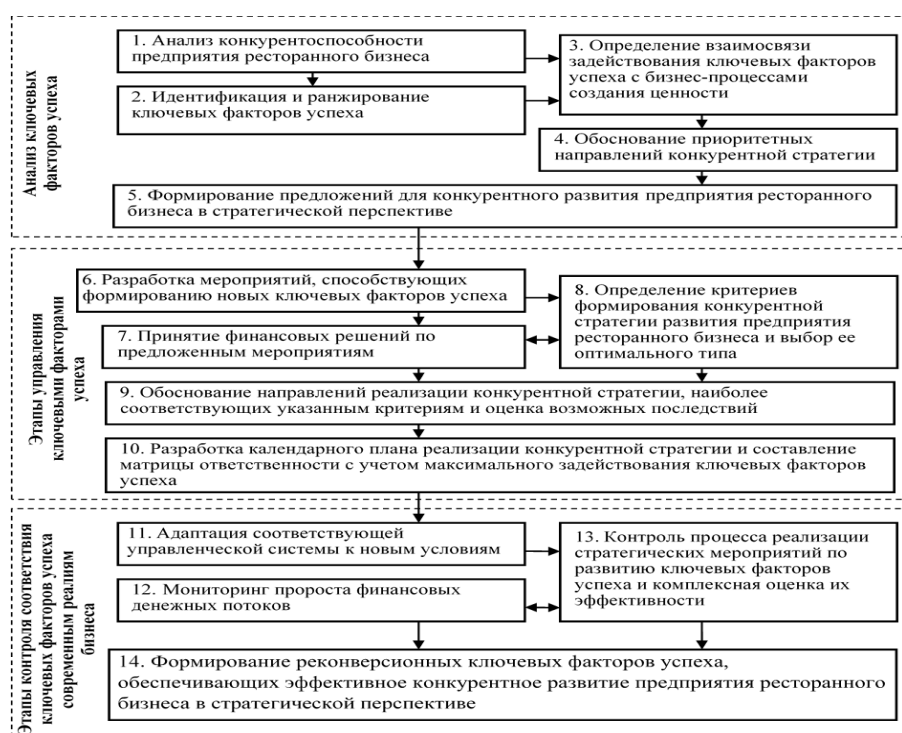 Анализ ключевых
факторов успеха
1. Анализ конкурентоспособности
предприятия ресторанного бизнеса
2. Идентификация и ранжирование
ключевых факторов успеха
3. Определение взаимосвязи
задействования ключевых факторов
успеха с бизнес-процессами
создания ценности
4. Обоснование приоритетных
направлений конкурентной стратегии
5. Формирование предложений для конкурентного развития предприятия ресторанного
бизнеса в стратегической перспективе
Этапы управления
ключевыми факторами
успеха
6. Разработка мероприятий, способствующих
формированию новых ключевых факторов успеха
7. Принятие финансовых решений по
предложенным мероприятиям
8. Определение критериев
формирования конкурентной
стратегии развития предприятия
ресторанного бизнеса и выбор ее
оптимального типа
9. Обоснование направлений реализации конкурентной стратегии, наиболее
соответствующих указанным критериям и оценка возможных последствий
10. Разработка календарного плана реализации конкурентной стратегии и составление
матрицы ответственности с учетом максимального задействования ключевых факторов
успеха
Этапы контроля соответствия
ключевых факторов успеха
современным реалиям
бизнеса
11. Адаптация соответствующей
управленческой системы к новым условиям
12. Мониторинг пророста финансовых
денежных потоков
13. Контроль процесса реализации
стратегических мероприятий по
развитию ключевых факторов
успеха и комплексная оценка их
эффективности
14. Формирование реконверсионных ключевых факторов успеха,
обеспечивающих эффективное конкурентное развитие предприятия ресторанного
бизнеса в стратегической перспективе